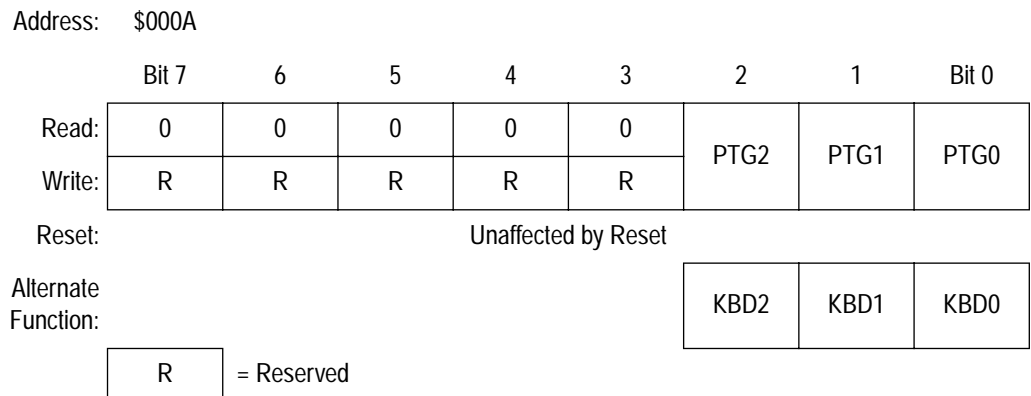 Address: $000A
Bit 7 6 5 4 3 2 1 Bit 0
Read: 0 0 0 0 0 PTG2 PTG1 PTG0
Write: R R R R R
Reset: Unaffected by Reset
Alternate Function: KBD2 KBD1 KBD0
R = Reserved